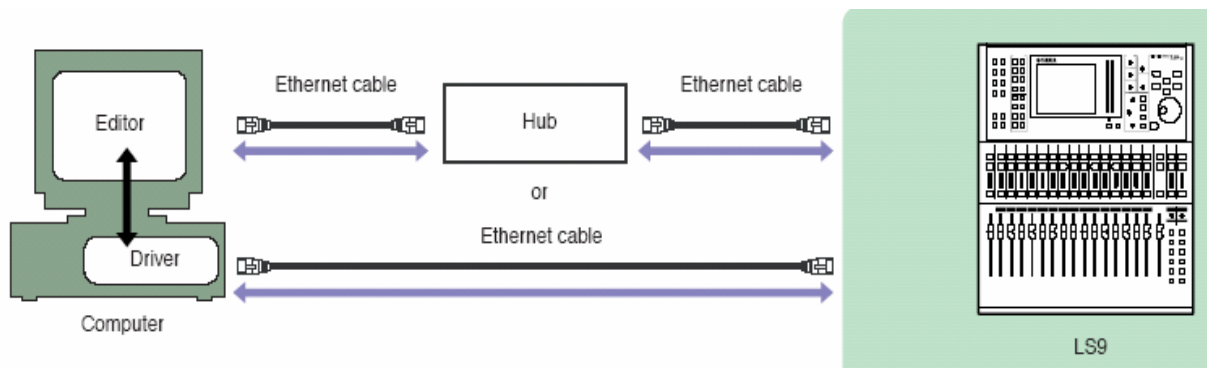 Editor
Driver
Computer
Ethernet cable
Hub
Ethernet cable
or
Ethernet cable
LS9